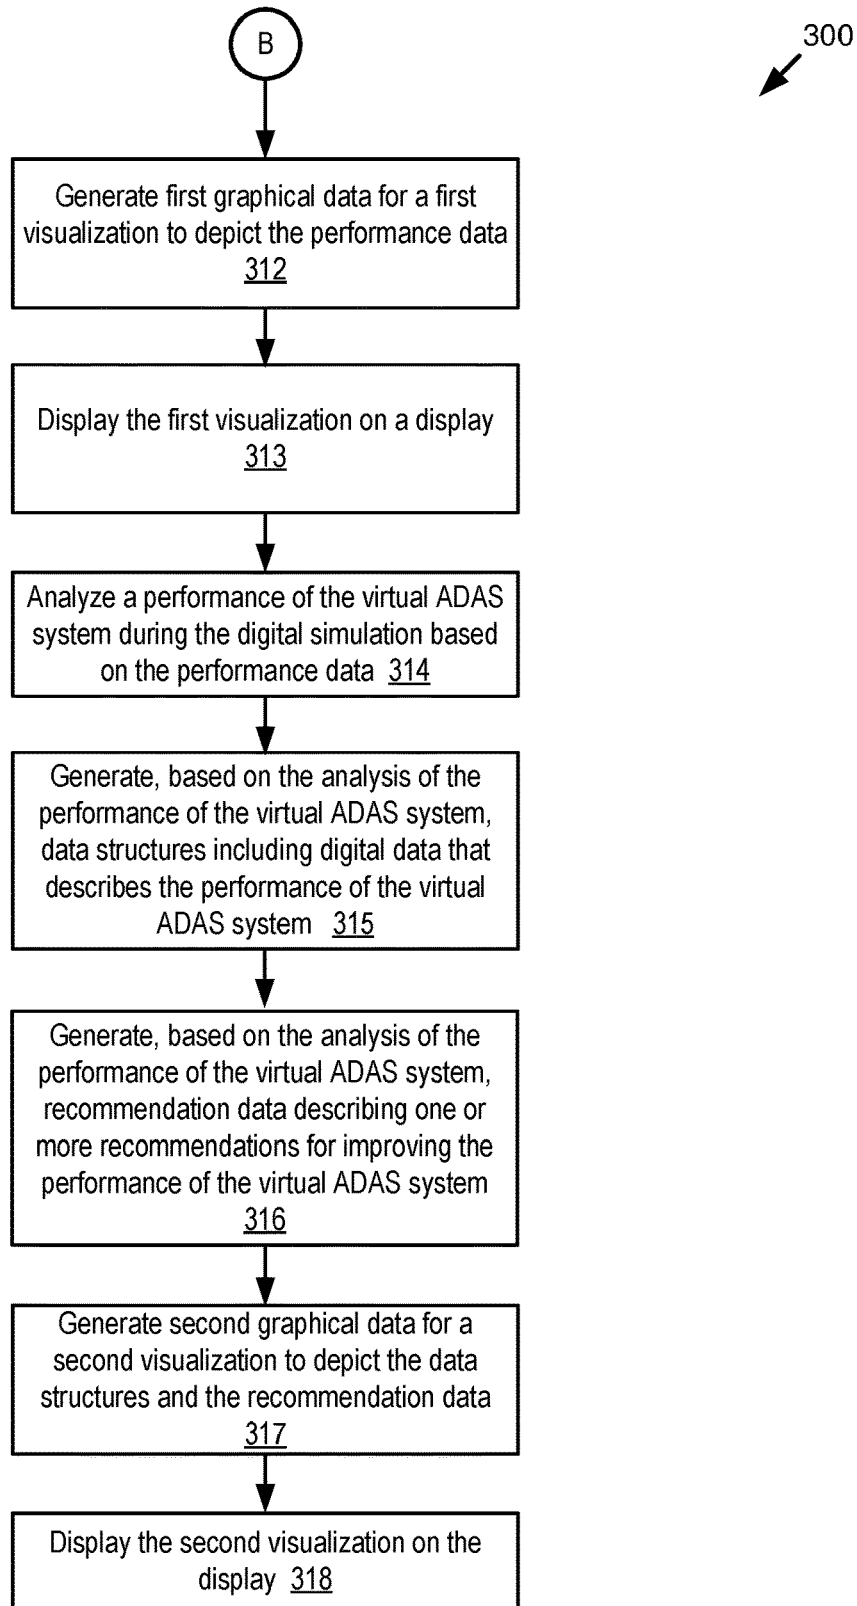 B
300
Generate first graphical data for a first
visualization to depict the performance data
312
Display the first visualization on a display
313
Analyze a performance of the virtual ADAS
system during the digital simulation based
on the performance data 314
Generate, based on the analysis of the
performance of the virtual ADAS system,
data structures including digital data that
describes the performance of the virtual
ADAS system 315
Generate, based on the analysis of the
performance of the virtual ADAS system,
recommendation data describing one or
more recommendations for improving the
performance of the virtual ADAS system
316
Generate second graphical data for a
second visualization to depict the data
structures and the recommendation data
317
Display the second visualization on the
display 318